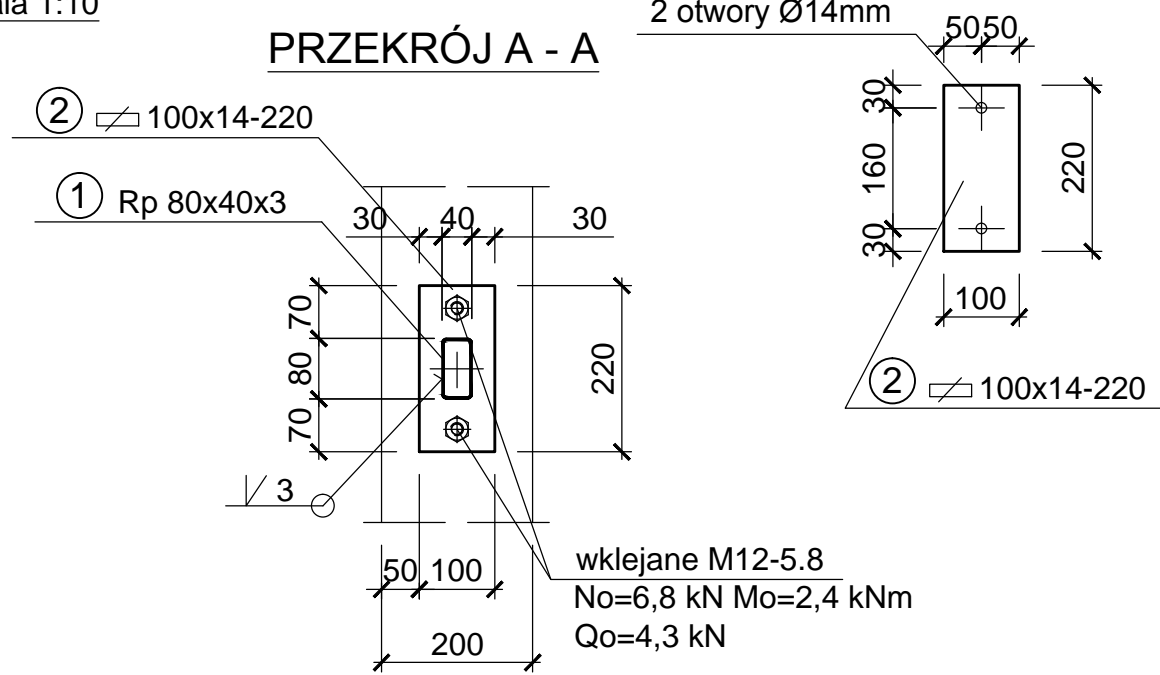 1:10
PRZEKRÓJ A - A
2 100x14-220
1 Rp 80x40x3
30 40 30
70
80
70
220
3
50 100
200
wklejane M12-5.8
No=6,8 kN Mo=2,4 kNm
Qo=4,3 kN
2 otwory Ø14mm
50 50
30
160
30
220
100
2 100x14-220